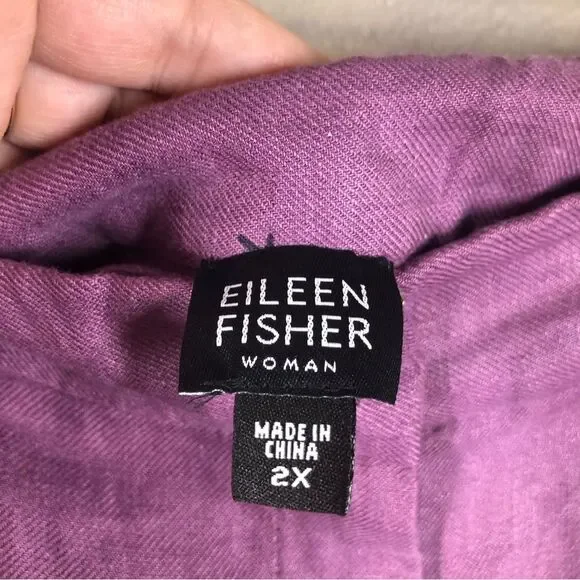 EILEEN
FISHER
WOMAN
MADE IN
CHINA
2X